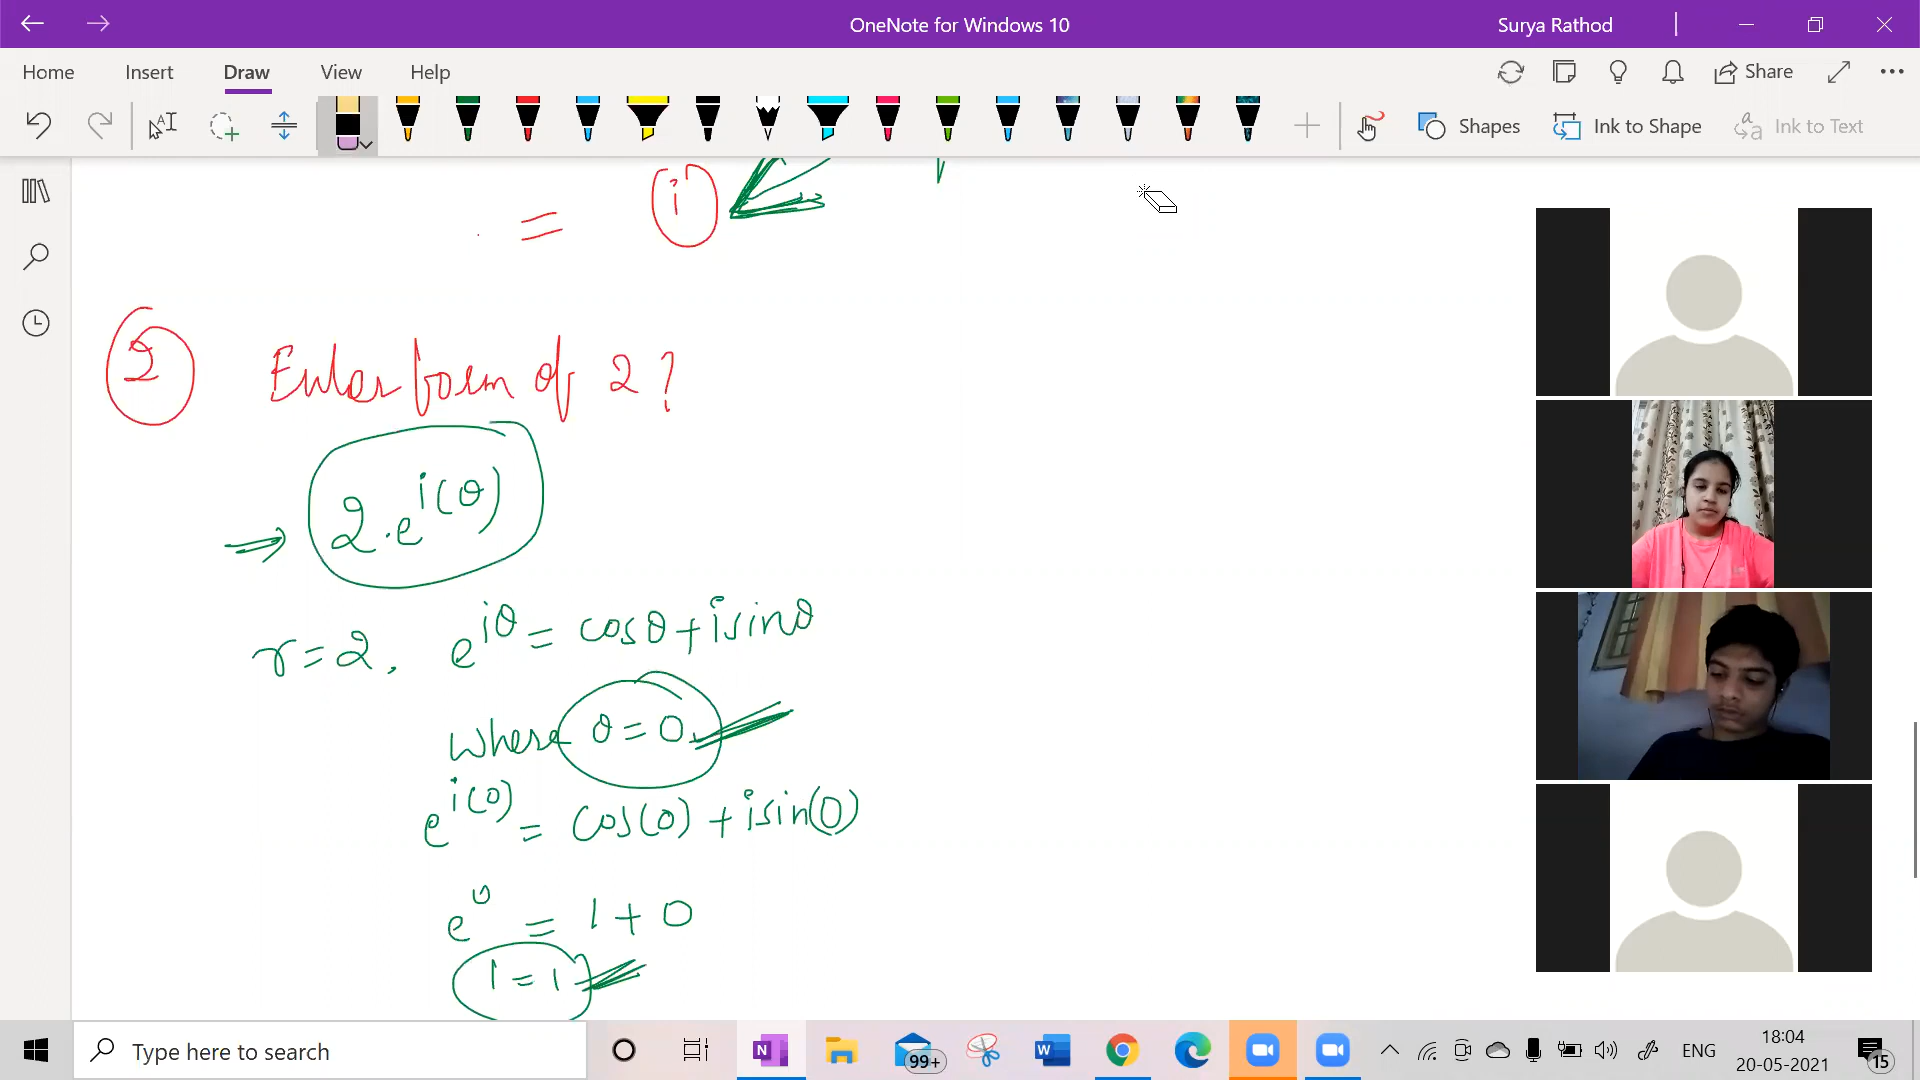 OneNote for Windows 10
Surya Rathod
Home Insert Draw View Help
Share
Shapes Ink to Shape Ink to Text
= i
2 Euler form of 2 ?
⇒ 2·e^i(θ)
r = 2, e^iθ = cosθ + isinθ
where θ = 0.
e^i(0) = cos(0) + isin(0)
e^0 = 1 + 0
1 = 1
Type here to search
99+
ENG
18:04
20-05-2021
15